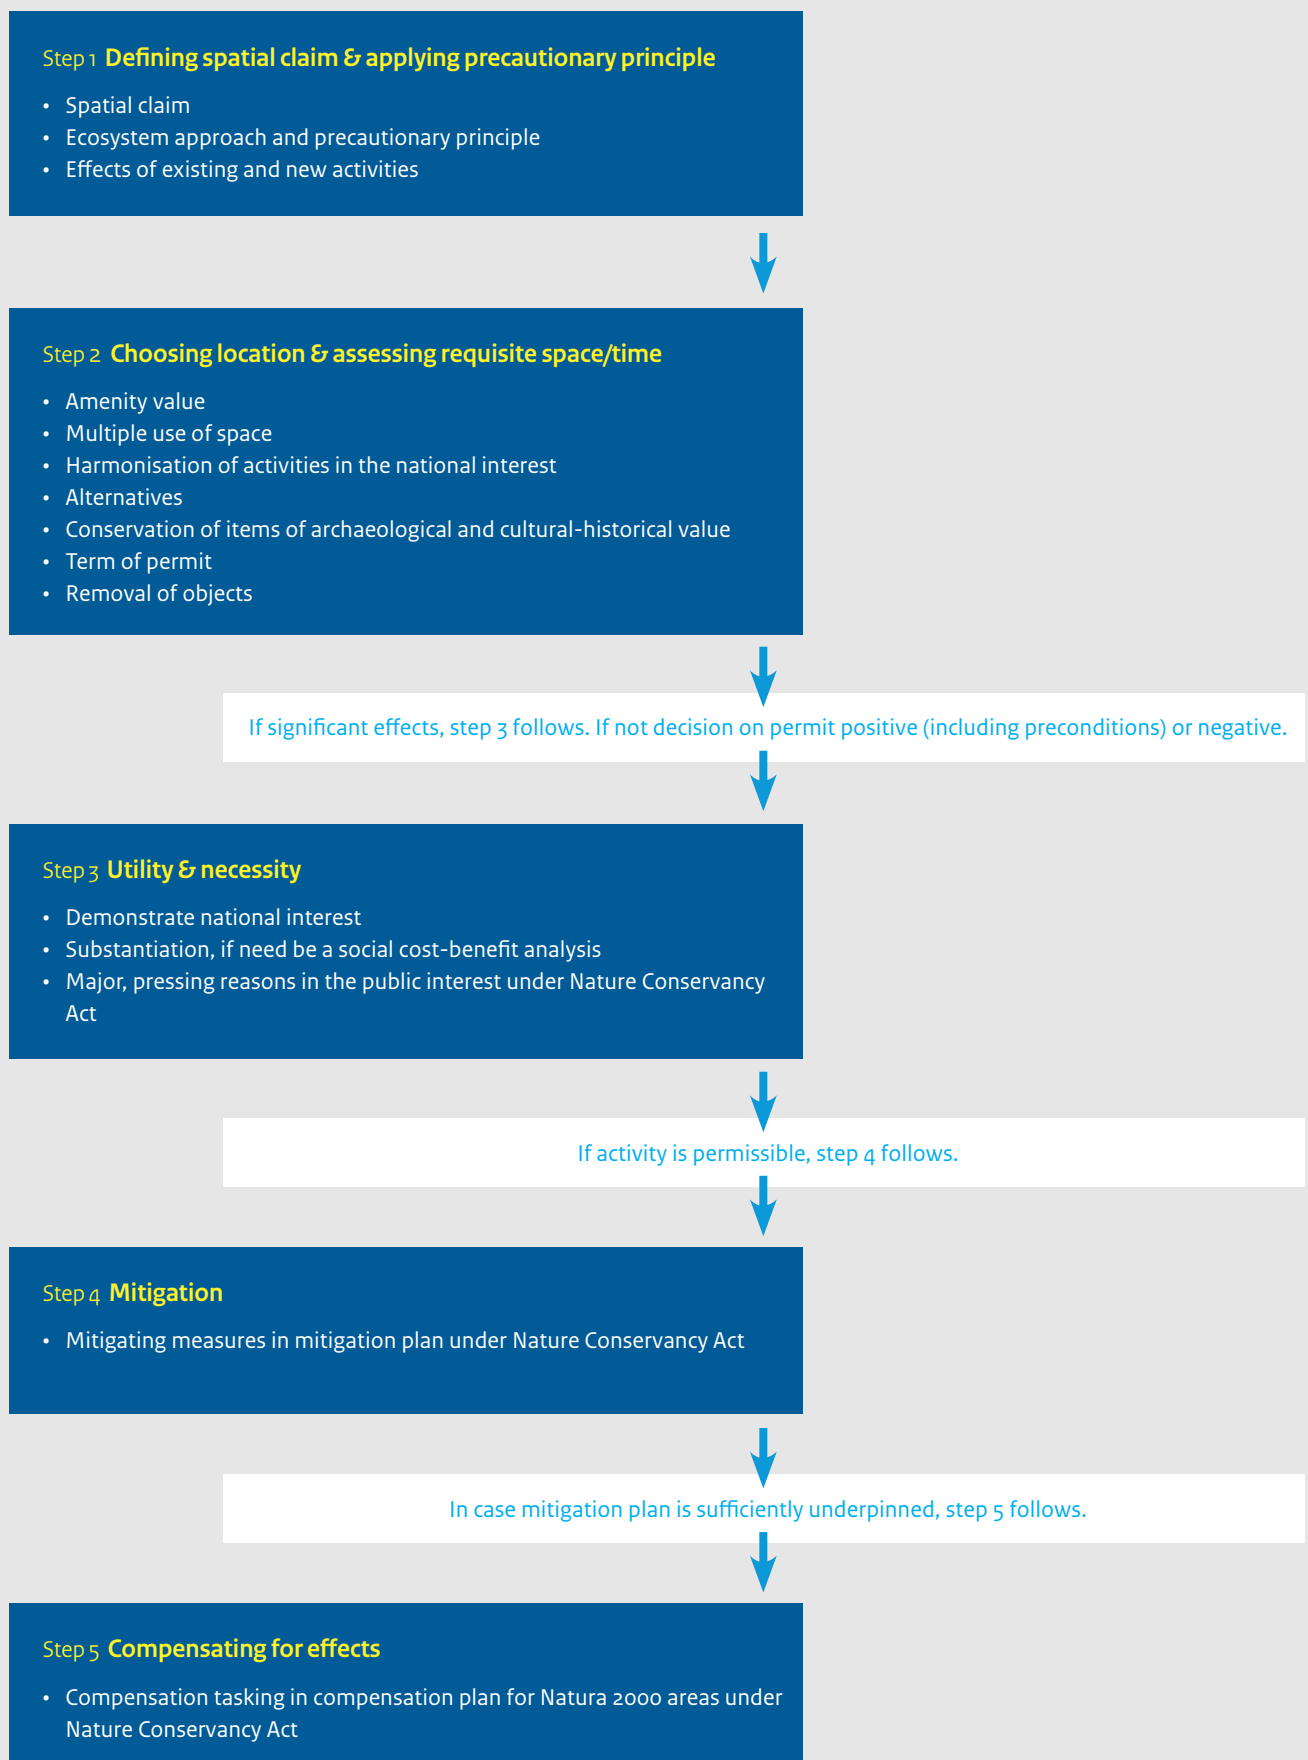 Step 1 Defining spatial claim & applying precautionary principle
• Spatial claim
• Ecosystem approach and precautionary principle
• Effects of existing and new activities
Step 2 Choosing location & assessing requisite space/time
• Amenity value
• Multiple use of space
• Harmonisation of activities in the national interest
• Alternatives
• Conservation of items of archaeological and cultural-historical value
• Term of permit
• Removal of objects
If significant effects, step 3 follows. If not decision on permit positive (including preconditions) or negative.
Step 3 Utility & necessity
• Demonstrate national interest
• Substantiation, if need be a social cost-benefit analysis
• Major, pressing reasons in the public interest under Nature Conservancy
Act
If activity is permissible, step 4 follows.
Step 4 Mitigation
• Mitigating measures in mitigation plan under Nature Conservancy Act
In case mitigation plan is sufficiently underpinned, step 5 follows.
Step 5 Compensating for effects
• Compensation tasking in compensation plan for Natura 2000 areas under
Nature Conservancy Act